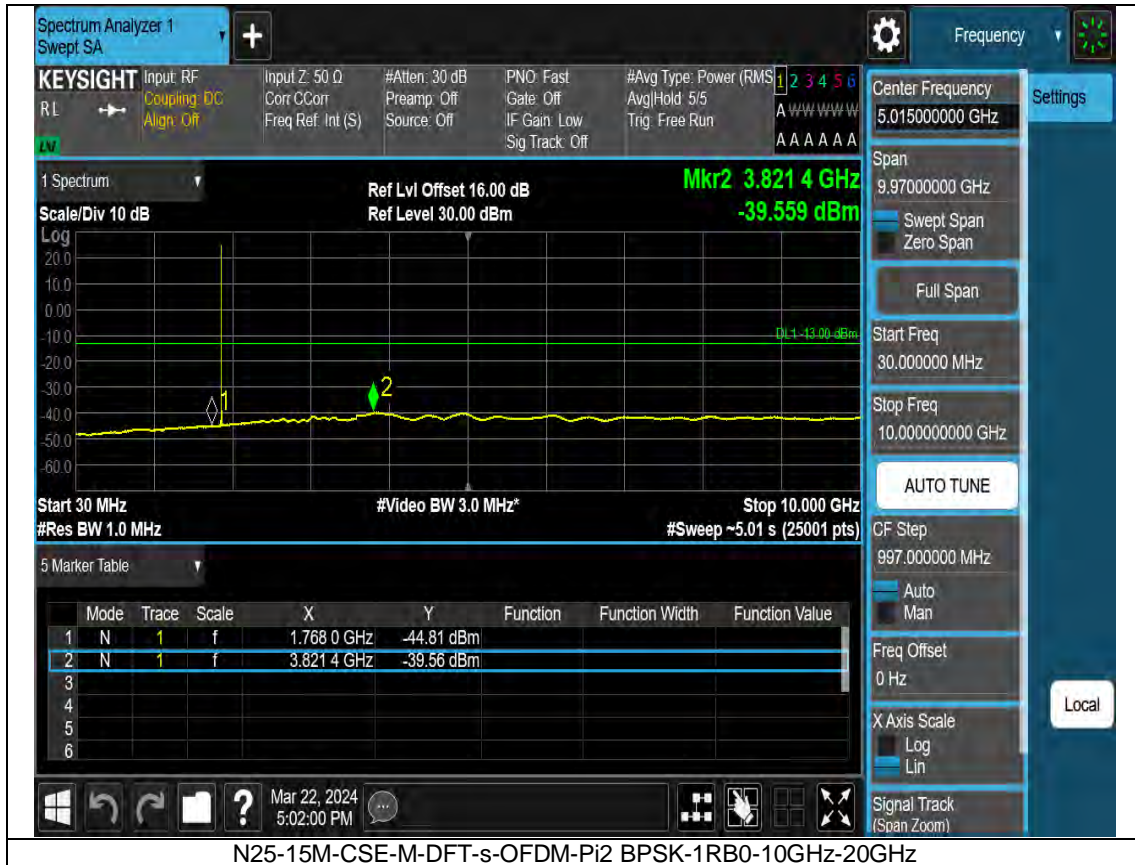 Spectrum Analyzer 1
Swept SA
+
Frequency
KEYSIGHT
RL
LXI
Input: RF
Coupling: DC
Align: Off
Input Z: 50 Ω
Corr CCorr
Freq Ref: Int (S)
#Atten: 30 dB
Preamp: Off
Source: Off
PNO: Fast
Gate: Off
IF Gain: Low
Sig Track: Off
#Avg Type: Power (RMS
Avg|Hold: 5/5
Trig: Free Run
1 2 3 4 5 6
A W W W W W
A A A A A A
1 Spectrum
Scale/Div 10 dB
Ref Lvl Offset 16.00 dB
Ref Level 30.00 dBm
Mkr2 3.821 4 GHz
-39.559 dBm
Log
20.0
10.0
0.00
-10.0
-20.0
-30.0
-40.0
-50.0
-60.0
DL1 -13.00 dBm
1
2
Start 30 MHz
#Video BW 3.0 MHz*
Stop 10.000 GHz
#Res BW 1.0 MHz
#Sweep ~5.01 s (25001 pts)
5 Marker Table
Mode Trace Scale X Y Function Function Width Function Value
1 N 1 f 1.768 0 GHz -44.81 dBm
2 N 1 f 3.821 4 GHz -39.56 dBm
3
4
5
6
Center Frequency
5.015000000 GHz
Settings
Span
9.97000000 GHz
Swept Span
Zero Span
Full Span
Start Freq
30.000000 MHz
Stop Freq
10.000000000 GHz
AUTO TUNE
CF Step
997.000000 MHz
Auto
Man
Freq Offset
0 Hz
X Axis Scale
Log
Lin
Local
Signal Track
(Span Zoom)
?
Mar 22, 2024
5:02:00 PM
N25-15M-CSE-M-DFT-s-OFDM-Pi2 BPSK-1RB0-10GHz-20GHz